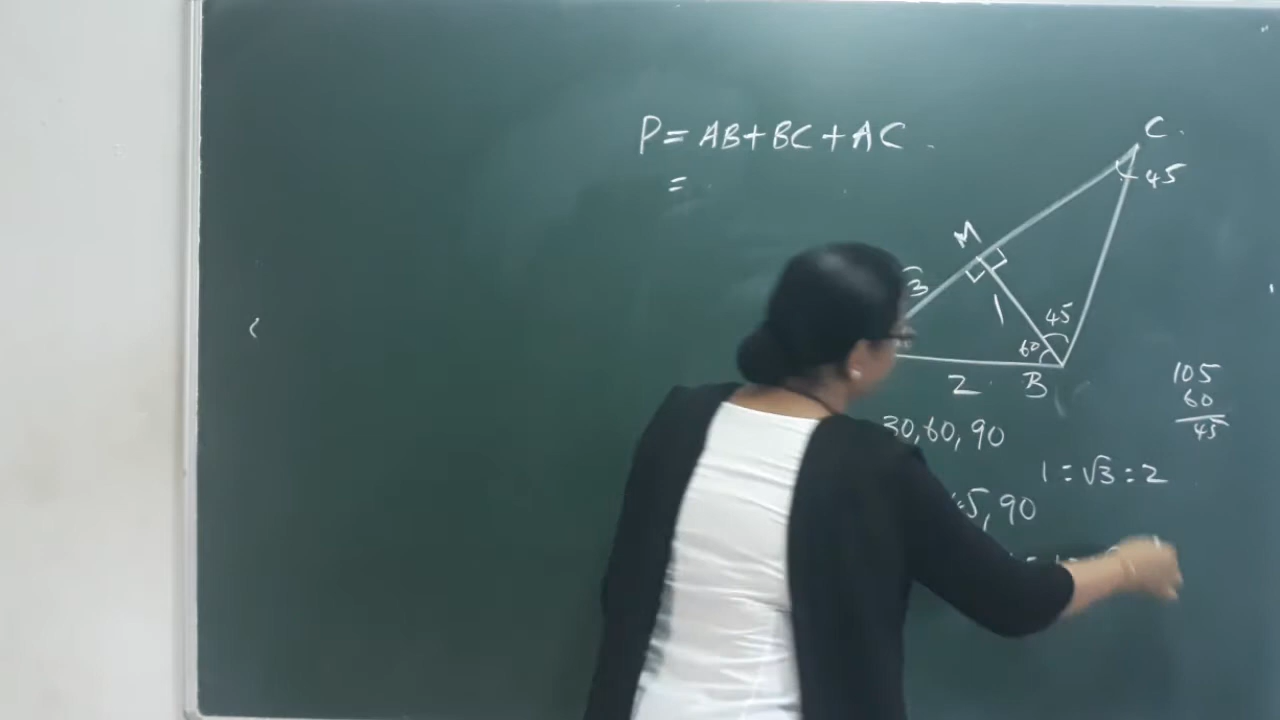 P = AB + BC + AC
=
C
45
M
3
1
45
60
2
B
105
60
45
30, 60, 90
1 : √3 : 2
5, 90